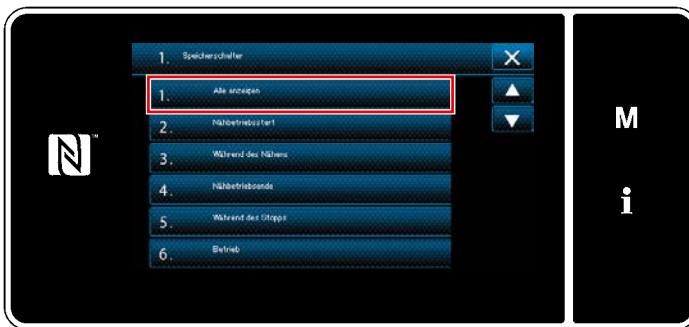 1. Speicherschalter
1. Alle anzeigen
2. Nähbetriebsstart
3. Während des Nähens
4. Nähbetriebsende
5. Während des Stopps
6. Betrieb
M
i
N